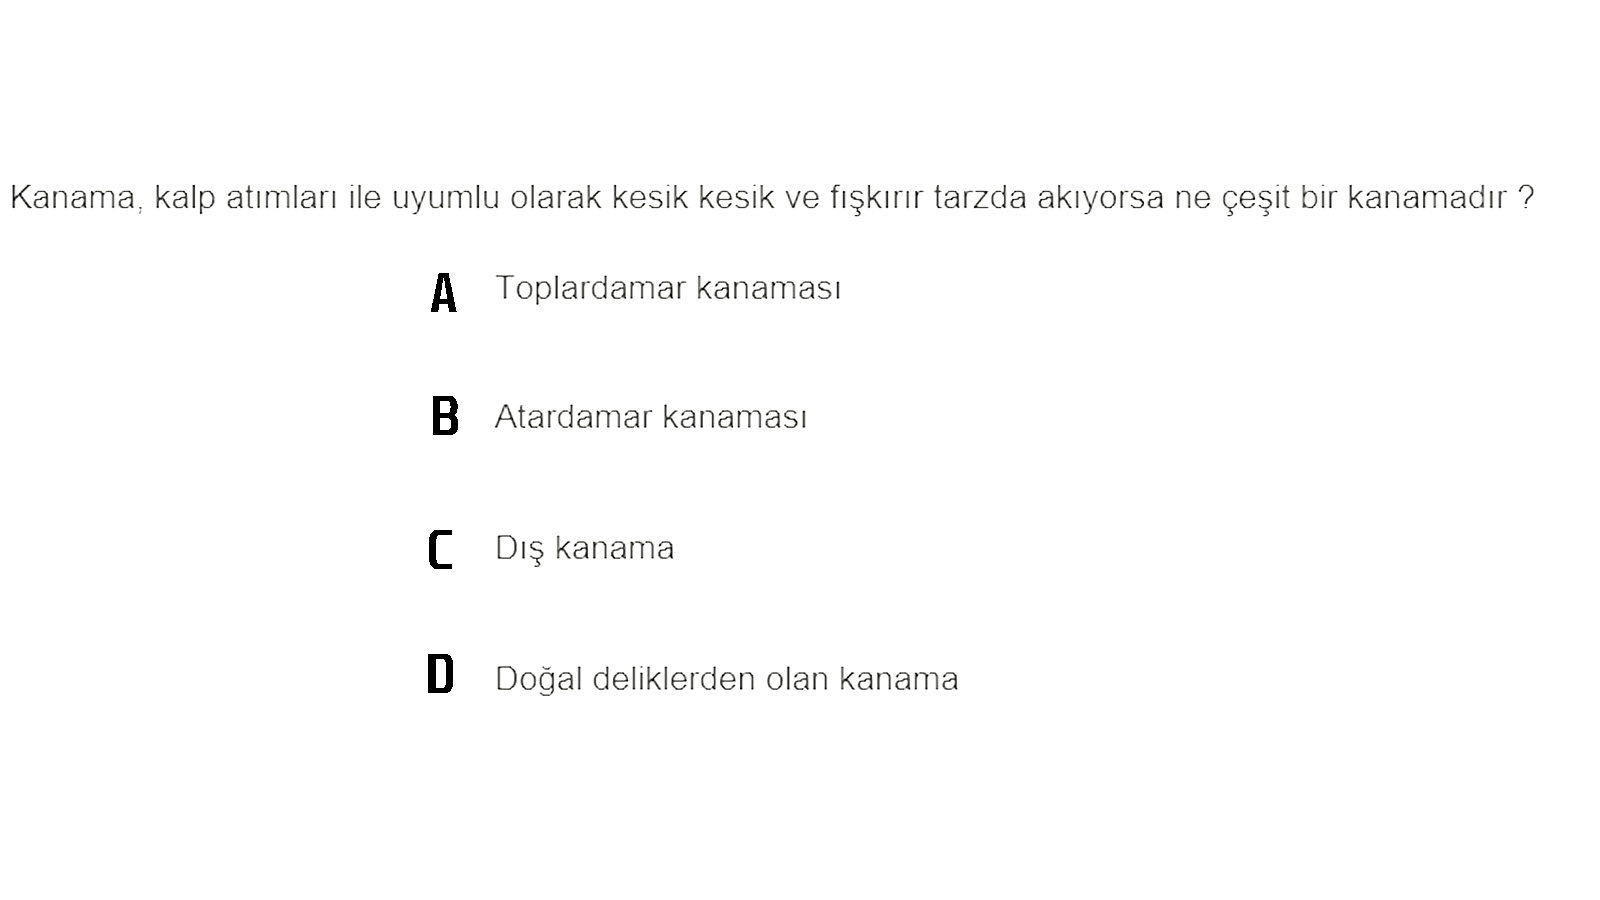 Kanama, kalp atımları ile uyumlu olarak kesik kesik ve fışkırır tarzda akıyorsa ne çeşit bir kanamadır ?
A Toplardamar kanaması
B Atardamar kanaması
C Dış kanama
D Doğal deliklerden olan kanama